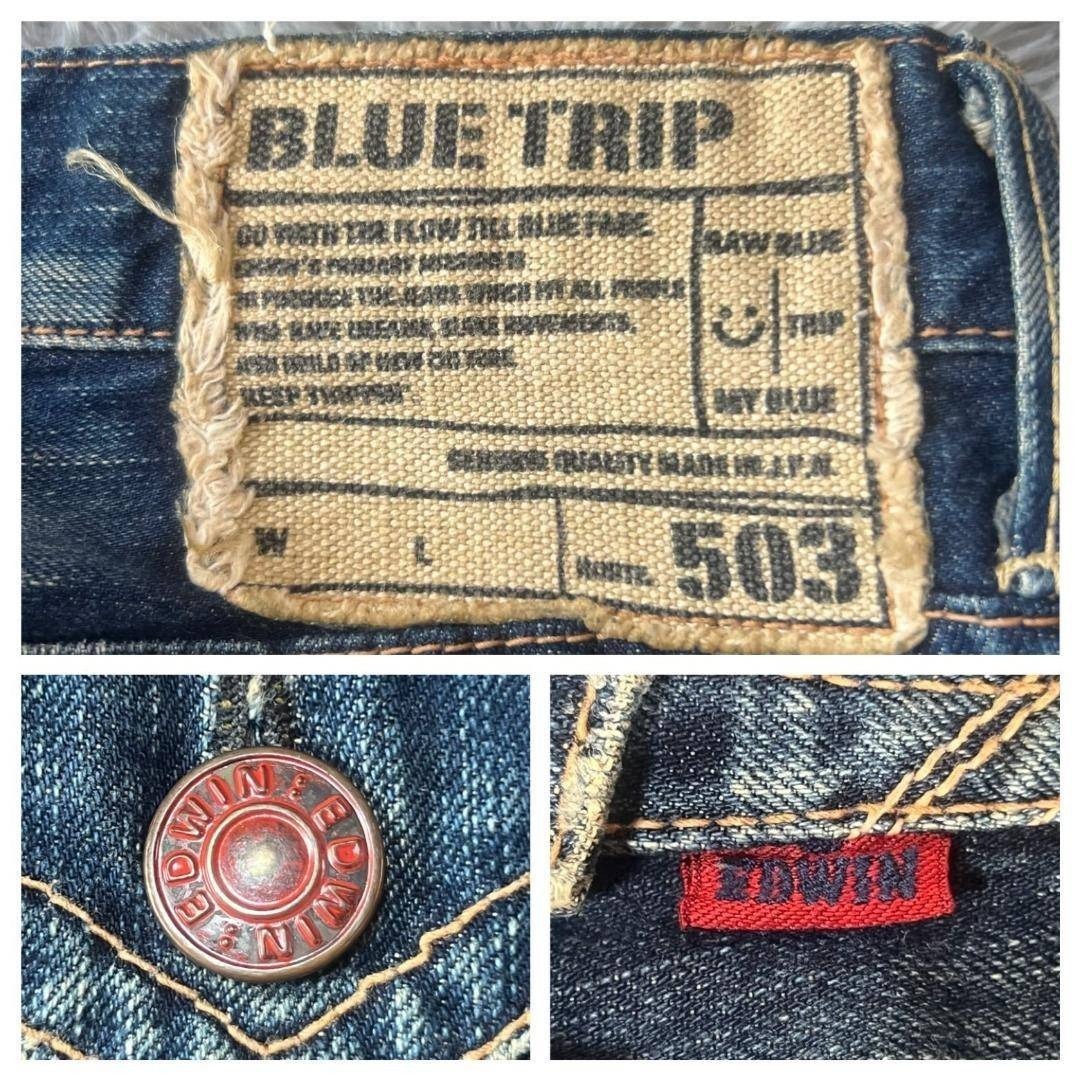 BLUE TRIP
GO WITH THE FLOW TILL BLUE FADE.
EDWIN'S PRIMARY MISSION IS
TO PRODUCE THE JEANS WHICH FIT ALL PEOPLE
WHO HAVE DREAMS, MAKE MOVEMENTS,
AND BUILD UP NEW CULTURE.
KEEP TRIPPIN'.
RAW BLUE
TRIP
MY BLUE
GENUINE QUALITY MADE IN J.P.N.
W L
ROUTE. 503
EDWIN : EDWIN :
EDWIN